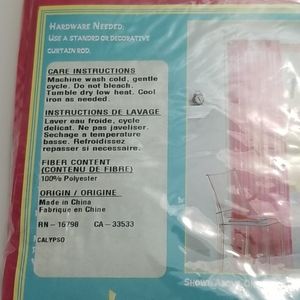 HARDWARE NEEDED:
USE A STANDRD OR DECORATIVE
CURTAIN ROD.
CARE INSTRUCTIONS
Machine wash cold, gentle
cycle. Do not bleach.
Tumble dry low heat. Cool
iron as needed.
INSTRUCTIONS DE LAVAGE
Laver eau froide, cycle
delicat. Ne pas javeliser.
Sechage a temperature
basse. Refroidissez
repasser si necessaire.
FIBER CONTENT
(CONTENU DE FIBRE)
100% Polyester
ORIGIN / ORIGINE
Made in China
Fabrique en Chine
RN - 16798 CA - 33533
CALYPSO
SHOWN ABOVE